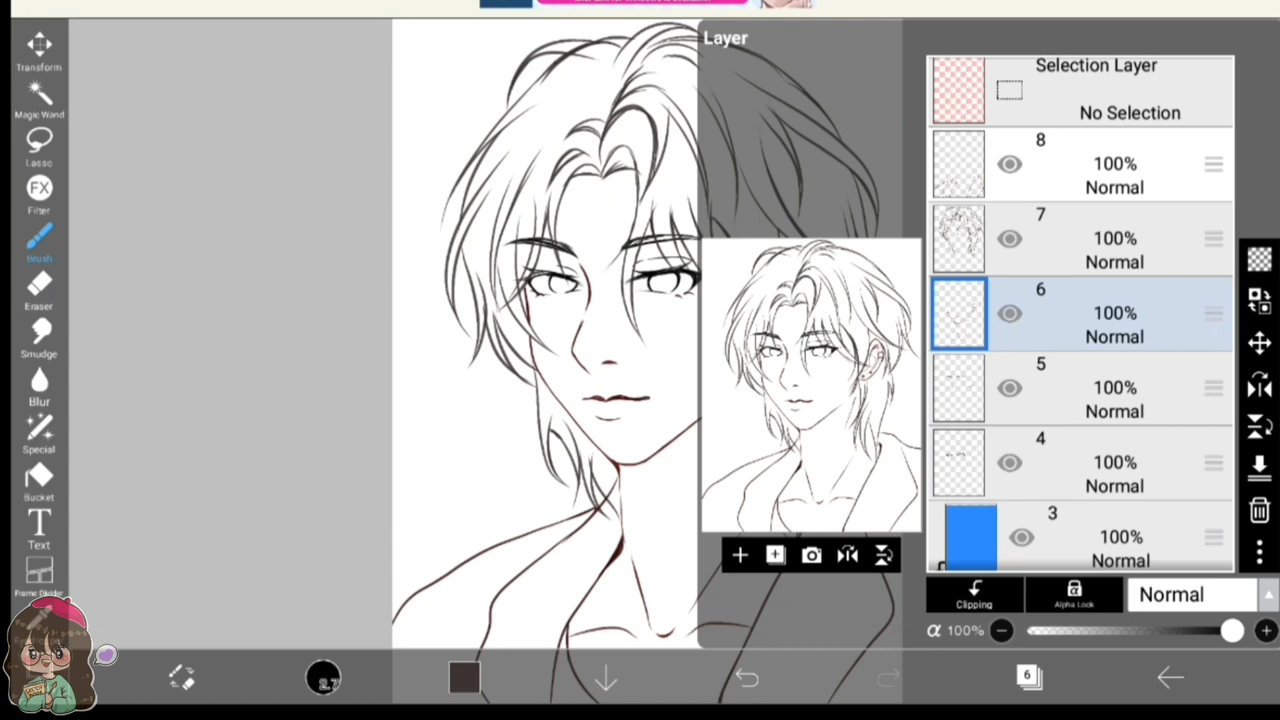 Layer
Transform
Magic Wand
Lasso
FX
Filter
Brush
Eraser
Smudge
Blur
Special
Bucket
T
Text
Frame Divider
Selection Layer
No Selection
8
100%
Normal
7
100%
Normal
6
100%
Normal
5
100%
Normal
4
100%
Normal
3
100%
Normal
Clipping
Alpha Lock
Normal
α 100%
2.7
6